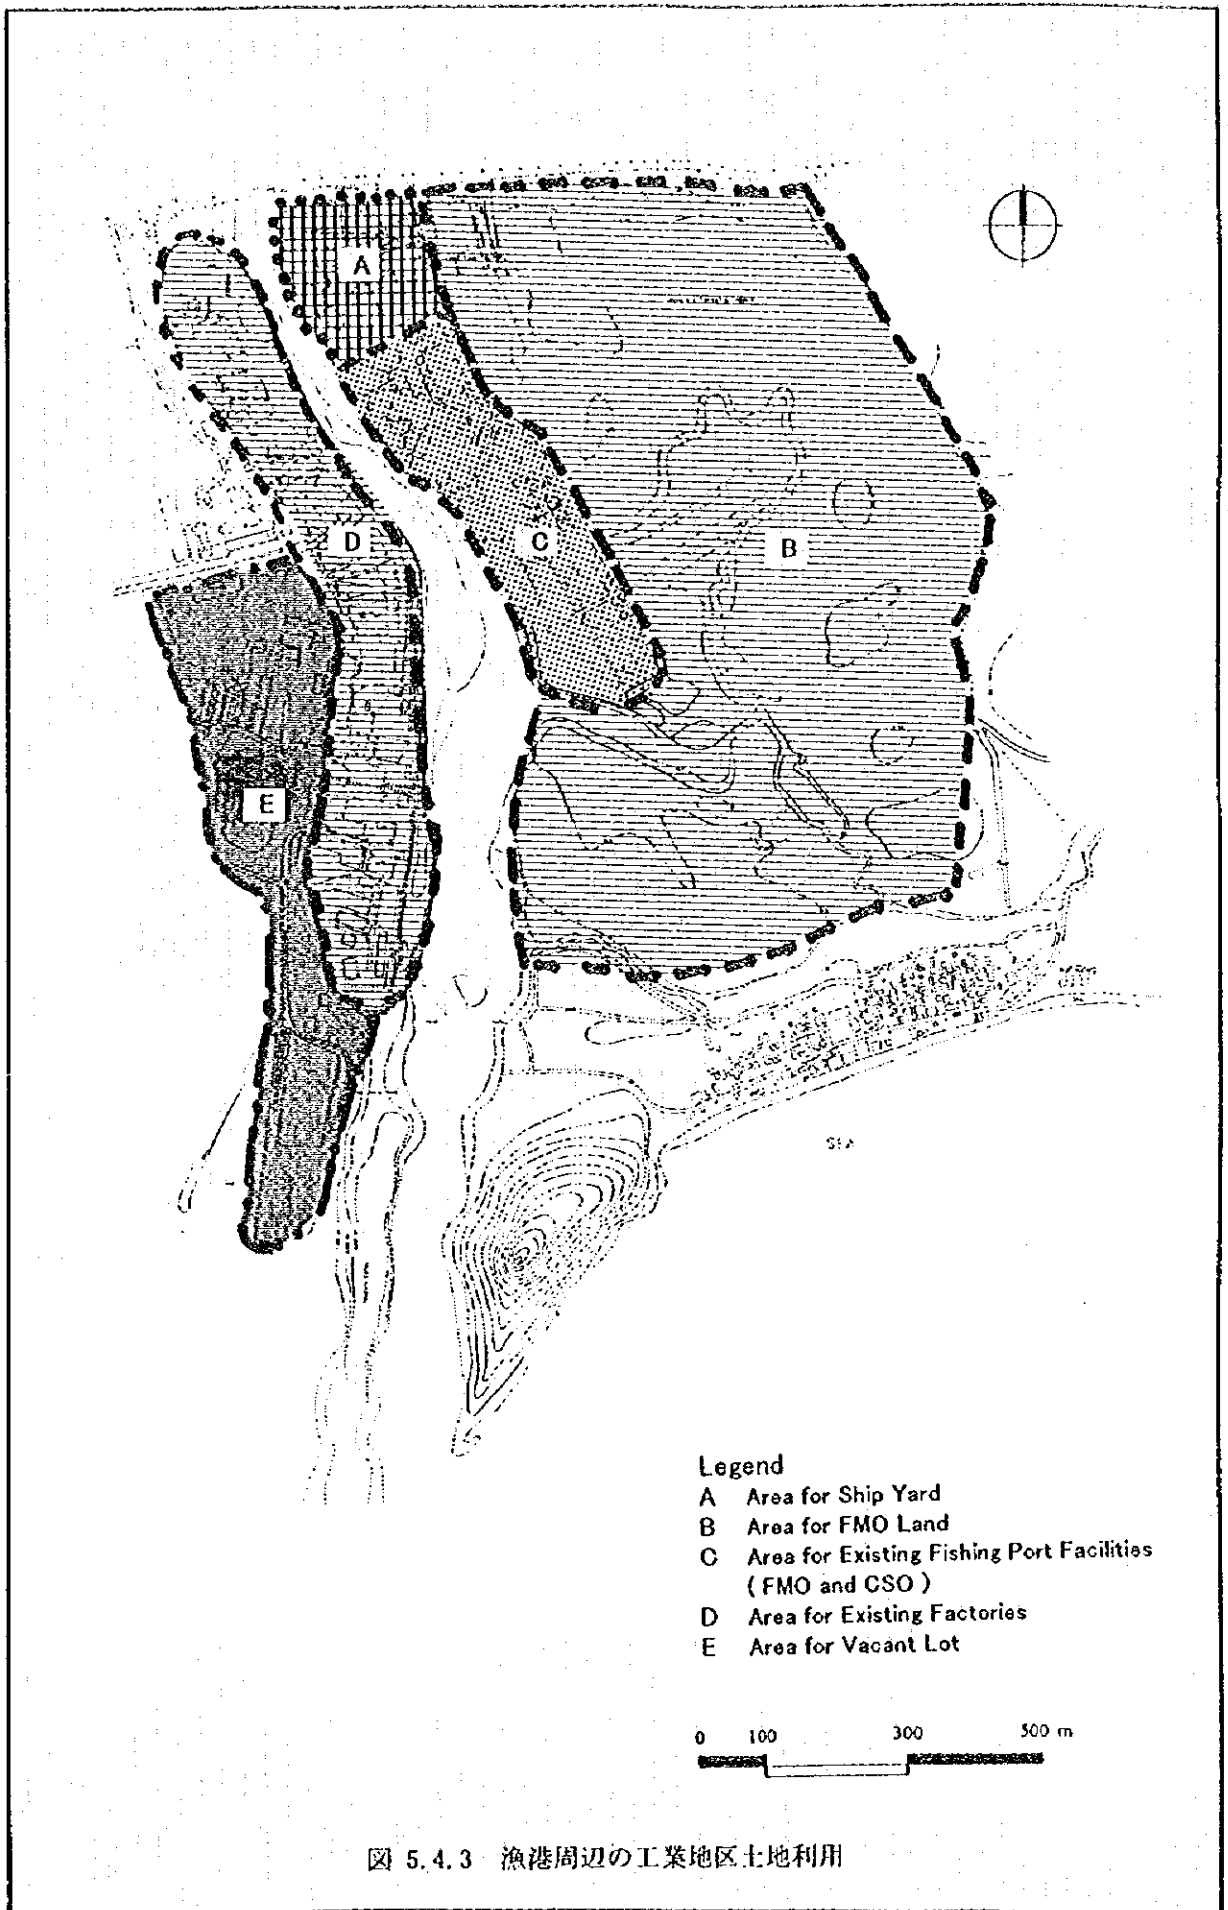 A
D
C
B
E
SEA
Legend
A Area for Ship Yard
B Area for FMO Land
C Area for Existing Fishing Port Facilities
( FMO and CSO )
D Area for Existing Factories
E Area for Vacant Lot
0 100 300 500 m
図 5.4.3 漁港周辺の工業地区土地利用